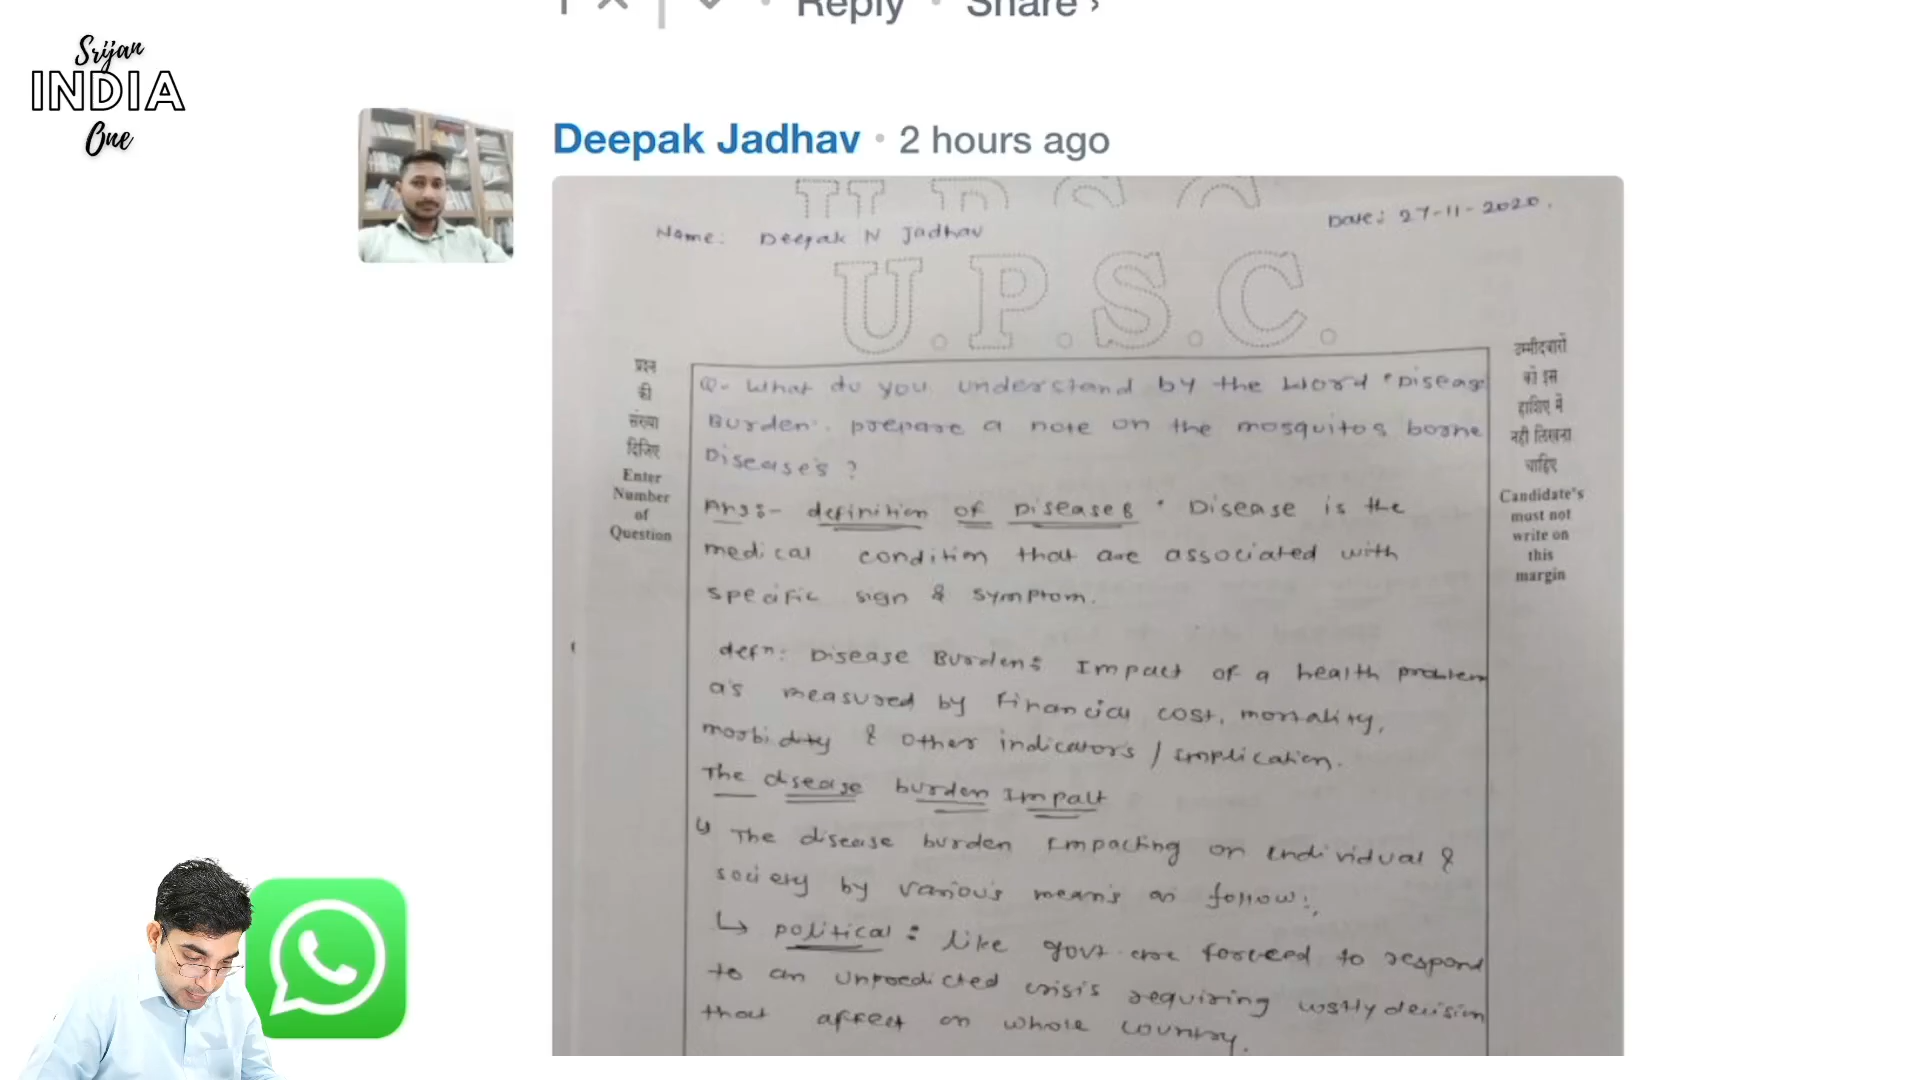 Reply · Share ›
Srijan
INDIA
One
Deepak Jadhav · 2 hours ago
Name: Deepak N Jadhav
Date: 27-11-2020.
U.P.S.C.
प्रश्न
की
संख्या
दिजिए
Enter
Number
of
Question
उम्मीदवारों
को इस
हाशिए में
नहीं लिखना
चाहिए
Candidate's
must not
write on
this
margin
Q. What do you understand by the word "Diseas
Burden". prepare a note on the mosquitos borne
Diseases ?
Ans:- definition of Diseases · Disease is the
medical condition that are associated with
specific sign & symptom.
defn: Disease Burden: Impact of a health problem
as measured by financial cost, mortality,
morbidity & other indicators / implication.
The disease burden Impact
The disease burden impacting on individual &
society by various means as follow:,
↳ political : like govt are forced to respond
to an unpredicted crisis requiring costly decision
that affect on whole country.